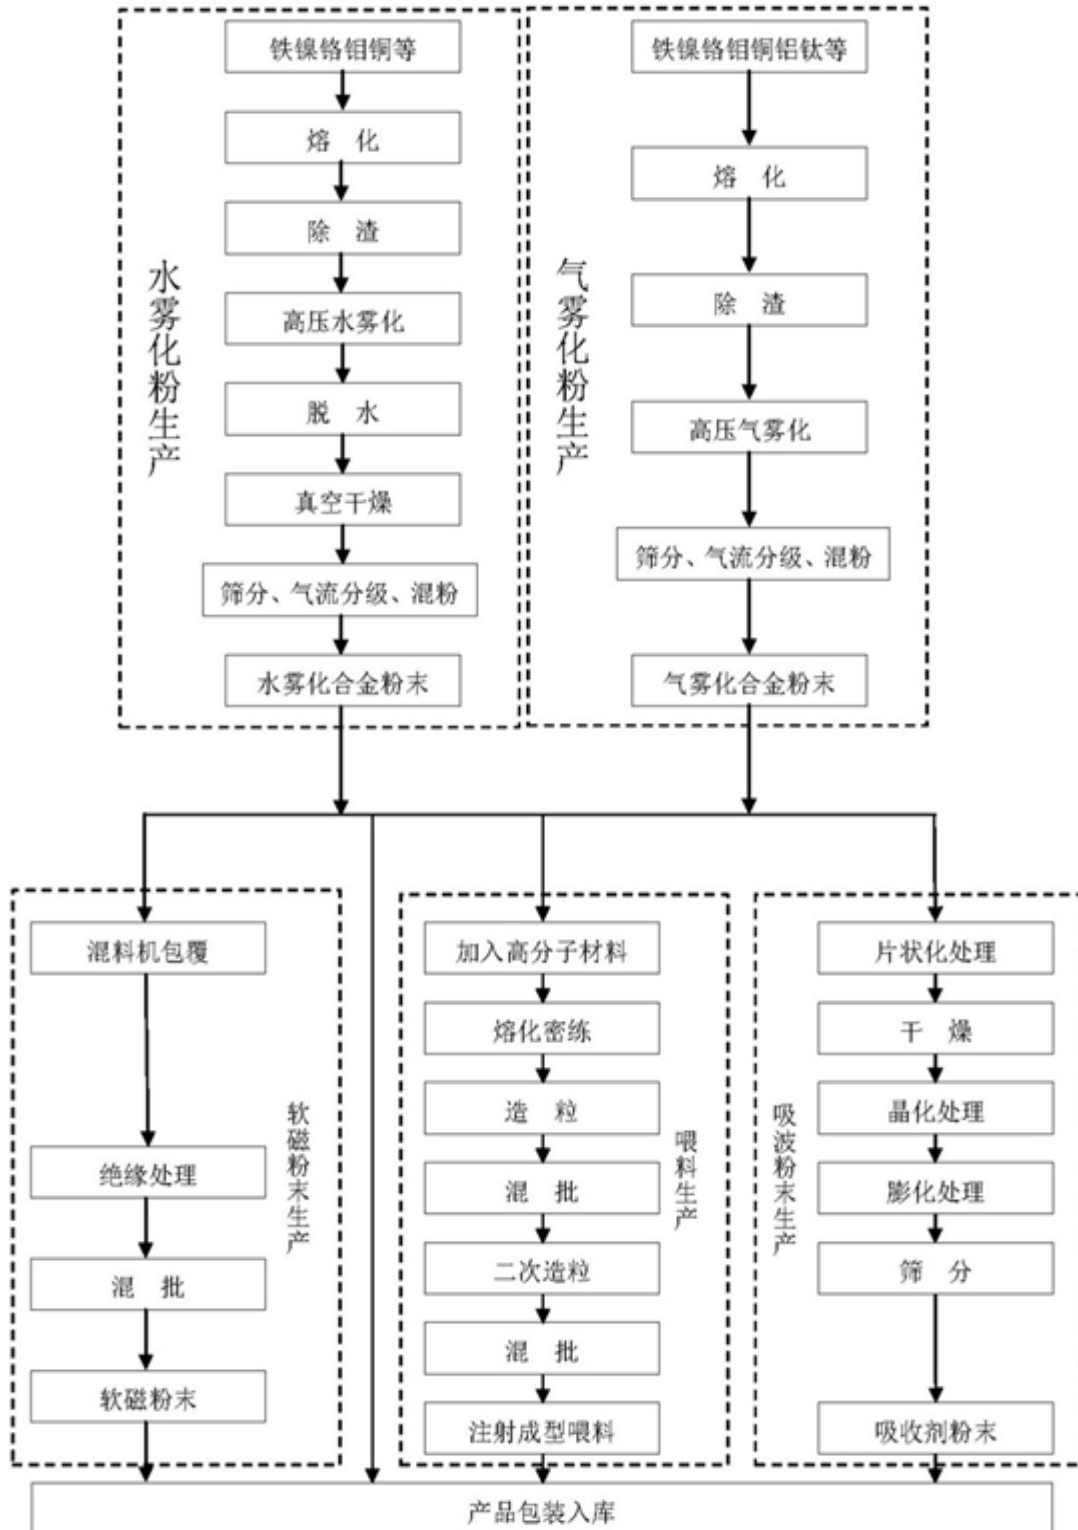 水雾化粉生产
铁镍铬钼铜等
熔 化
除 渣
高压水雾化
脱 水
真空干燥
筛分、气流分级、混粉
水雾化合金粉末
气雾化粉生产
铁镍铬钼铜铝钛等
熔 化
除 渣
高压气雾化
筛分、气流分级、混粉
气雾化合金粉末
混料机包覆
绝缘处理
混 批
软磁粉末
软磁粉末生产
加入高分子材料
熔化密练
造 粒
混 批
二次造粒
混 批
注射成型喂料
喂料生产
吸波粉末生产
片状化处理
干 燥
晶化处理
膨化处理
筛 分
吸收剂粉末
产品包装入库